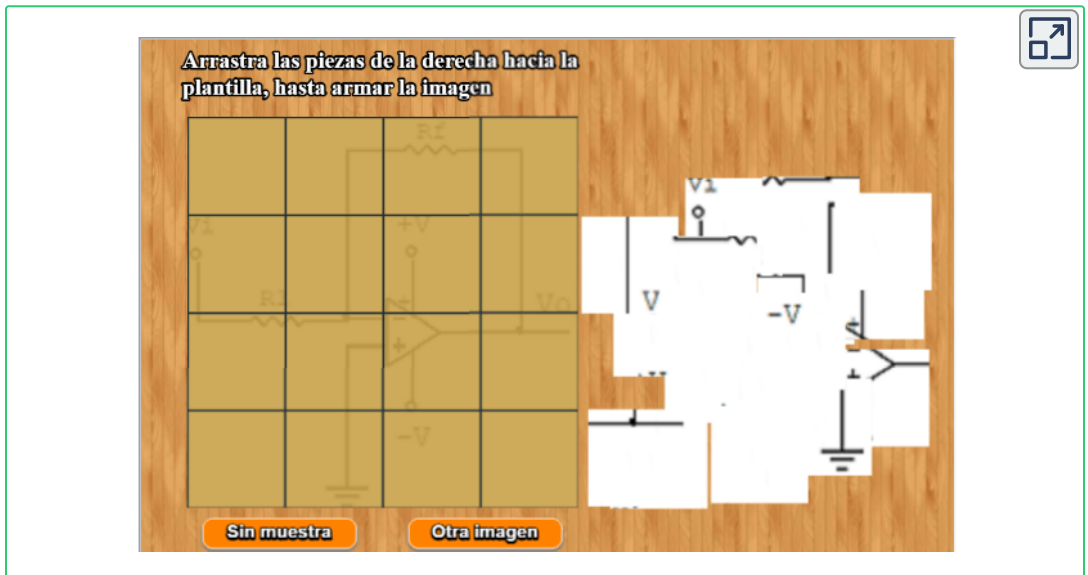 Arrastra las piezas de la derecha hacia la
plantilla, hasta armar la imagen
Rf
Vi
+V
R1
Vo
+
−
+
-V
Vi
V
-V
+
−
+
Sin muestra
Otra imagen